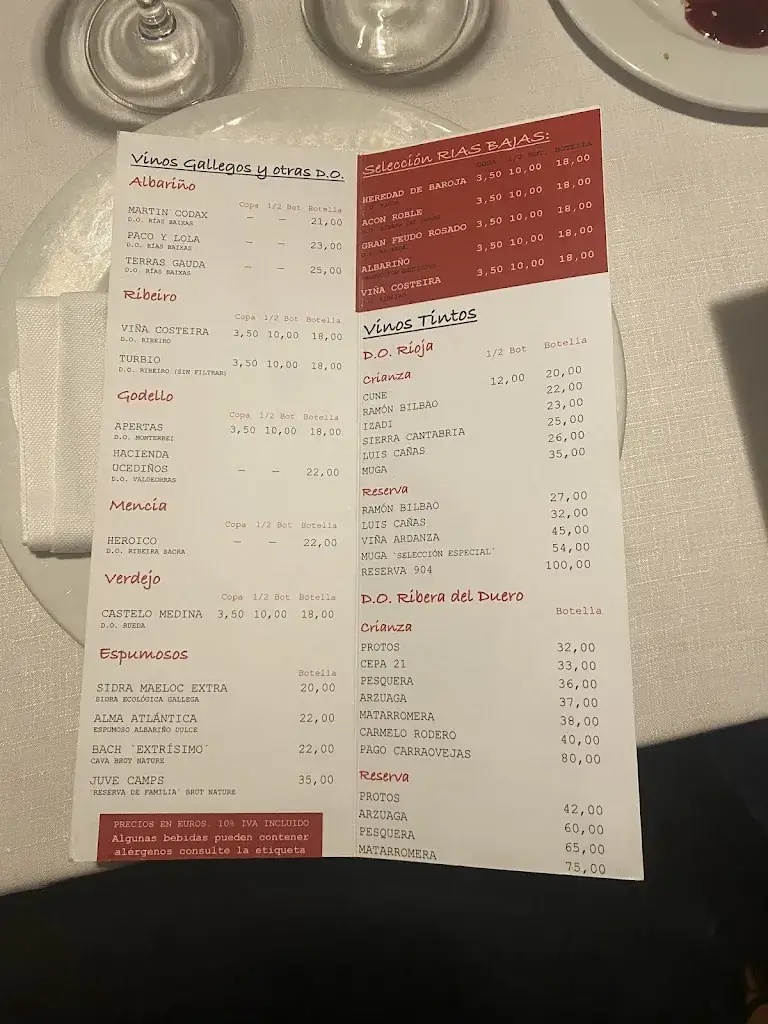 Vinos Gallegos y otras D.O.
Albariño
Copa 1/2 Bot Botella
MARTIN CODAX — — 21,00
D.O. RÍAS BAIXAS
PACO Y LOLA — — 23,00
D.O. RÍAS BAIXAS
TERRAS GAUDA — — 25,00
D.O. RÍAS BAIXAS
Ribeiro
Copa 1/2 Bot Botella
VIÑA COSTEIRA 3,50 10,00 18,00
D.O. RIBEIRO
TURBIO 3,50 10,00 18,00
D.O. RIBEIRO (SIN FILTRAR)
Godello
Copa 1/2 Bot Botella
APERTAS 3,50 10,00 18,00
D.O. MONTERREI
HACIENDA
UCEDIÑOS — — 22,00
D.O. VALDEORRAS
Mencía
Copa 1/2 Bot Botella
HEROICO — — 22,00
D.O. RIBEIRA SACRA
Verdejo
Copa 1/2 Bot Botella
CASTELO MEDINA 3,50 10,00 18,00
D.O. RUEDA
Espumosos
Botella
SIDRA MAELOC EXTRA 20,00
SIDRA ECOLÓGICA GALLEGA
ALMA ATLÁNTICA 22,00
ESPUMOSO ALBARIÑO DULCE
BACH `EXTRÍSIMO´ 22,00
CAVA BRUT NATURE
JUVE CAMPS 35,00
`RESERVA DE FAMILIA´ BRUT NATURE
PRECIOS EN EUROS. 10% IVA INCLUIDO
Algunas bebidas pueden contener
alérgenos consulte la etiqueta
Selección RIAS BAJAS:
COPA 1/2 BOT. BOTELLA
HEREDAD DE BAROJA 3,50 10,00 18,00
ACON ROBLE 3,50 10,00 18,00
GRAN FEUDO ROSADO 3,50 10,00 18,00
ALBARIÑO 3,50 10,00 18,00
VIÑA COSTEIRA 3,50 10,00 18,00
D.O. RIBEIRO
Vinos Tintos
D.O. Rioja
1/2 Bot Botella
Crianza
CUNE 12,00 20,00
RAMÓN BILBAO 22,00
IZADI 23,00
SIERRA CANTABRIA 25,00
LUIS CAÑAS 26,00
MUGA 35,00
Reserva
RAMÓN BILBAO 27,00
LUIS CAÑAS 32,00
VIÑA ARDANZA 45,00
MUGA `SELECCIÓN ESPECIAL´ 54,00
RESERVA 904 100,00
D.O. Ribera del Duero
Botella
Crianza
PROTOS 32,00
CEPA 21 33,00
PESQUERA 36,00
ARZUAGA 37,00
MATARROMERA 38,00
CARMELO RODERO 40,00
PAGO CARRAOVEJAS 80,00
Reserva
PROTOS 42,00
ARZUAGA 60,00
PESQUERA 65,00
MATARROMERA 75,00